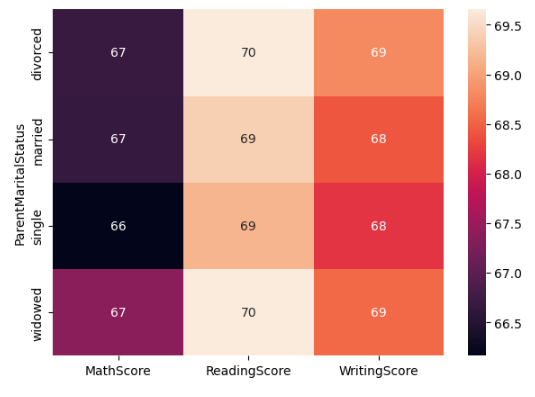 ParentMaritalStatus
divorced 67 70 69
married 67 69 68
single 66 69 68
widowed 67 70 69
MathScore ReadingScore WritingScore
69.5
69.0
68.5
68.0
67.5
67.0
66.5